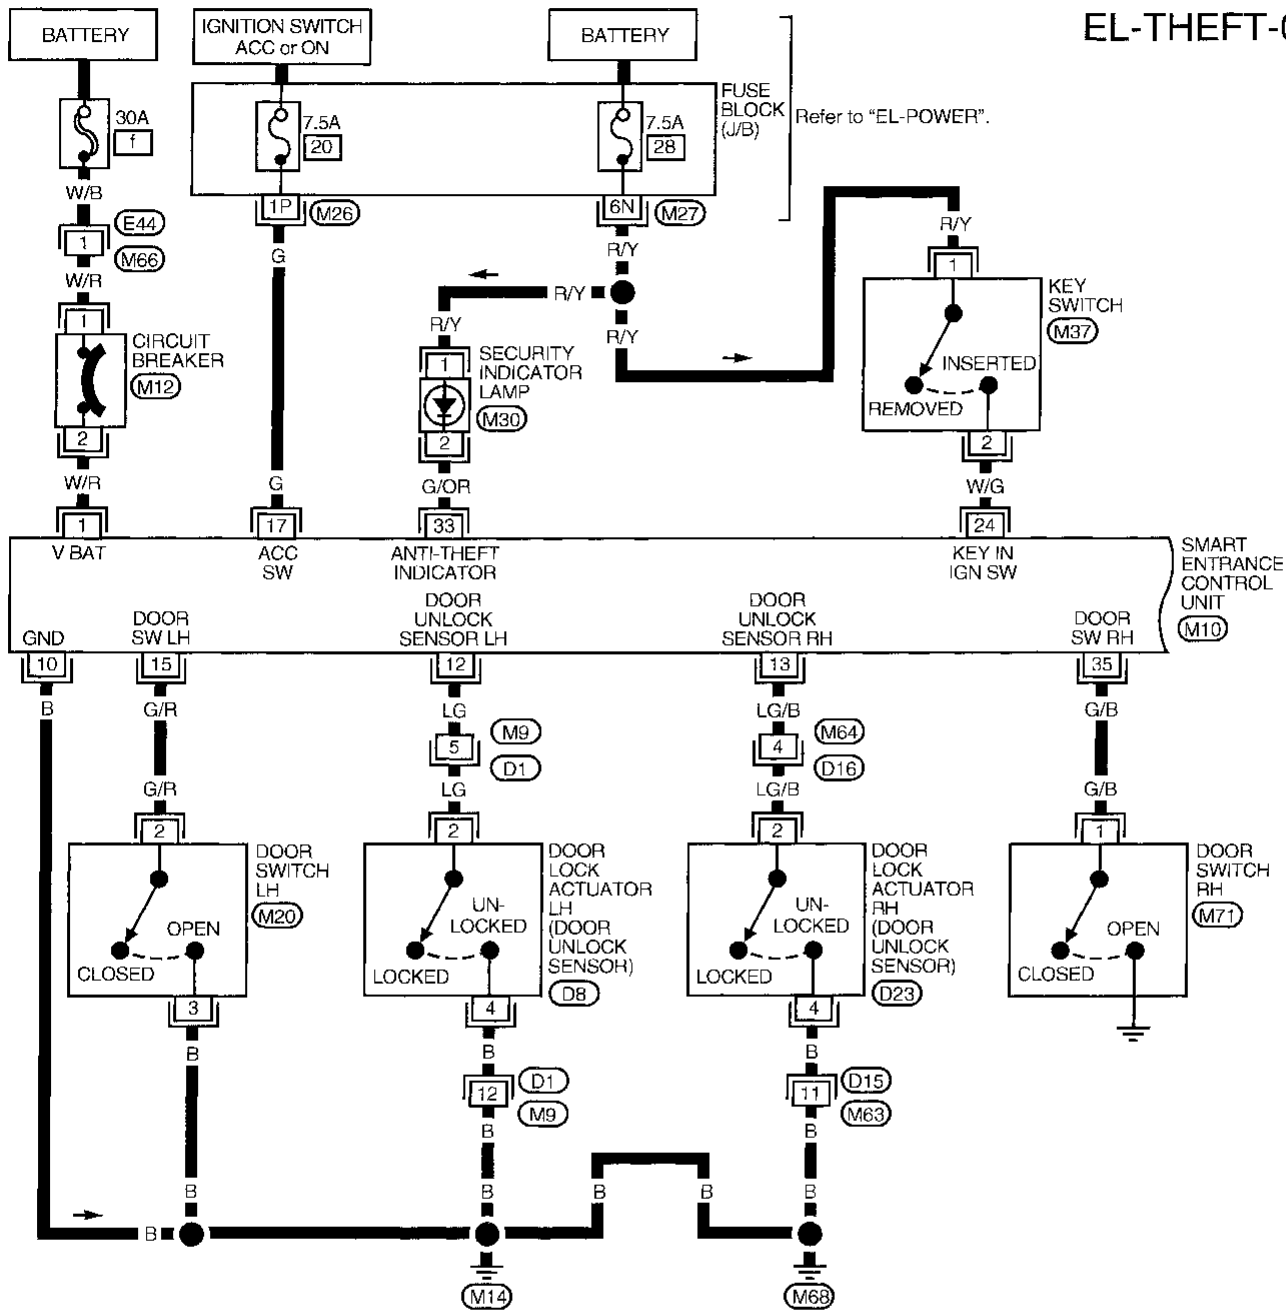 EL-THEFT-
BATTERY
IGNITION SWITCH
ACC or ON
BATTERY
30A
f
7.5A
20
7.5A
28
FUSE
BLOCK
(J/B)
Refer to "EL-POWER".
W/B
1P
M26
6N
M27
1
E44
M66
G
R/Y
R/Y
W/R
R/Y
R/Y
R/Y
1
1
CIRCUIT
BREAKER
M12
1
SECURITY
INDICATOR
LAMP
M30
KEY
SWITCH
M37
INSERTED
REMOVED
2
2
2
W/R
G
G/OR
W/G
1
17
33
24
V BAT
ACC
SW
ANTI-THEFT
INDICATOR
KEY IN
IGN SW
SMART
ENTRANCE
CONTROL
UNIT
M10
GND
DOOR
SW LH
DOOR
UNLOCK
SENSOR LH
DOOR
UNLOCK
SENSOR RH
DOOR
SW RH
10
15
12
13
35
B
G/R
LG
LG/B
G/B
5
M9
D1
4
M64
D16
G/R
LG
LG/B
G/B
2
2
2
1
DOOR
SWITCH
LH
M20
OPEN
CLOSED
DOOR
LOCK
ACTUATOR
LH
(DOOR
UNLOCK
SENSOR)
D8
UN-
LOCKED
LOCKED
DOOR
LOCK
ACTUATOR
RH
(DOOR
UNLOCK
SENSOR)
D23
UN-
LOCKED
LOCKED
DOOR
SWITCH
RH
M71
OPEN
CLOSED
3
4
4
B
B
B
12
D1
M9
11
D15
M63
B
B
B
B
B
B
B
B
M14
M68